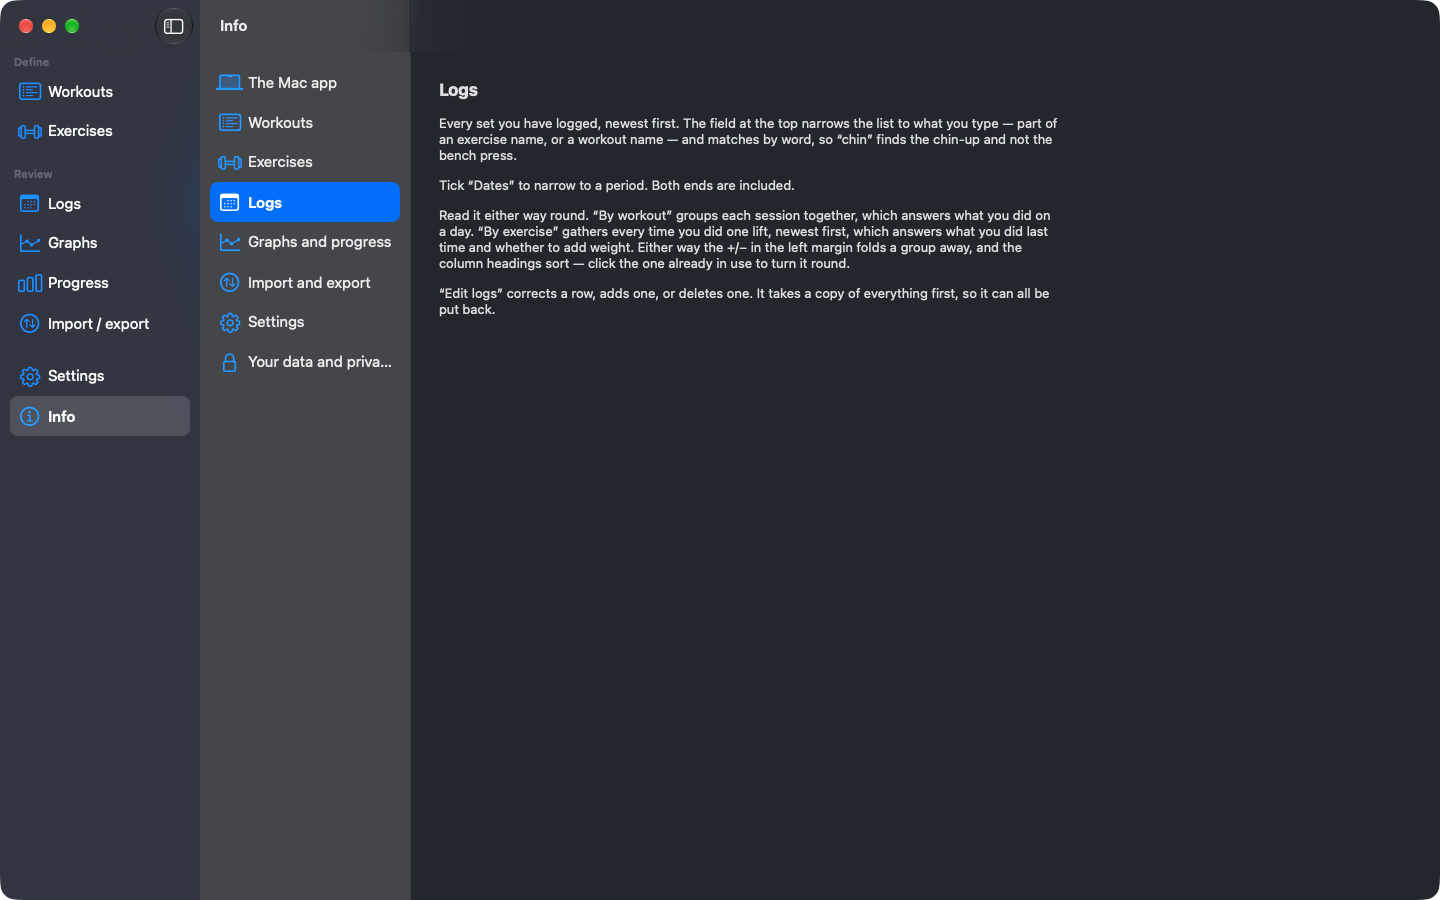 Info
Define
Workouts
Exercises
Review
Logs
Graphs
Progress
Import / export
Settings
Info
The Mac app
Workouts
Exercises
Logs
Graphs and progress
Import and export
Settings
Your data and priva...
Logs
Every set you have logged, newest first. The field at the top narrows the list to what you type — part of
an exercise name, or a workout name — and matches by word, so “chin” finds the chin-up and not the
bench press.
Tick “Dates” to narrow to a period. Both ends are included.
Read it either way round. “By workout” groups each session together, which answers what you did on
a day. “By exercise” gathers every time you did one lift, newest first, which answers what you did last
time and whether to add weight. Either way the +/− in the left margin folds a group away, and the
column headings sort — click the one already in use to turn it round.
“Edit logs” corrects a row, adds one, or deletes one. It takes a copy of everything first, so it can all be
put back.